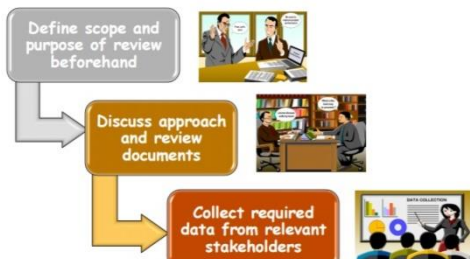 Define scope and
purpose of review
beforehand
Discuss approach
and review
documents
DATA COLLECTION
Collect required
data from relevant
stakeholders